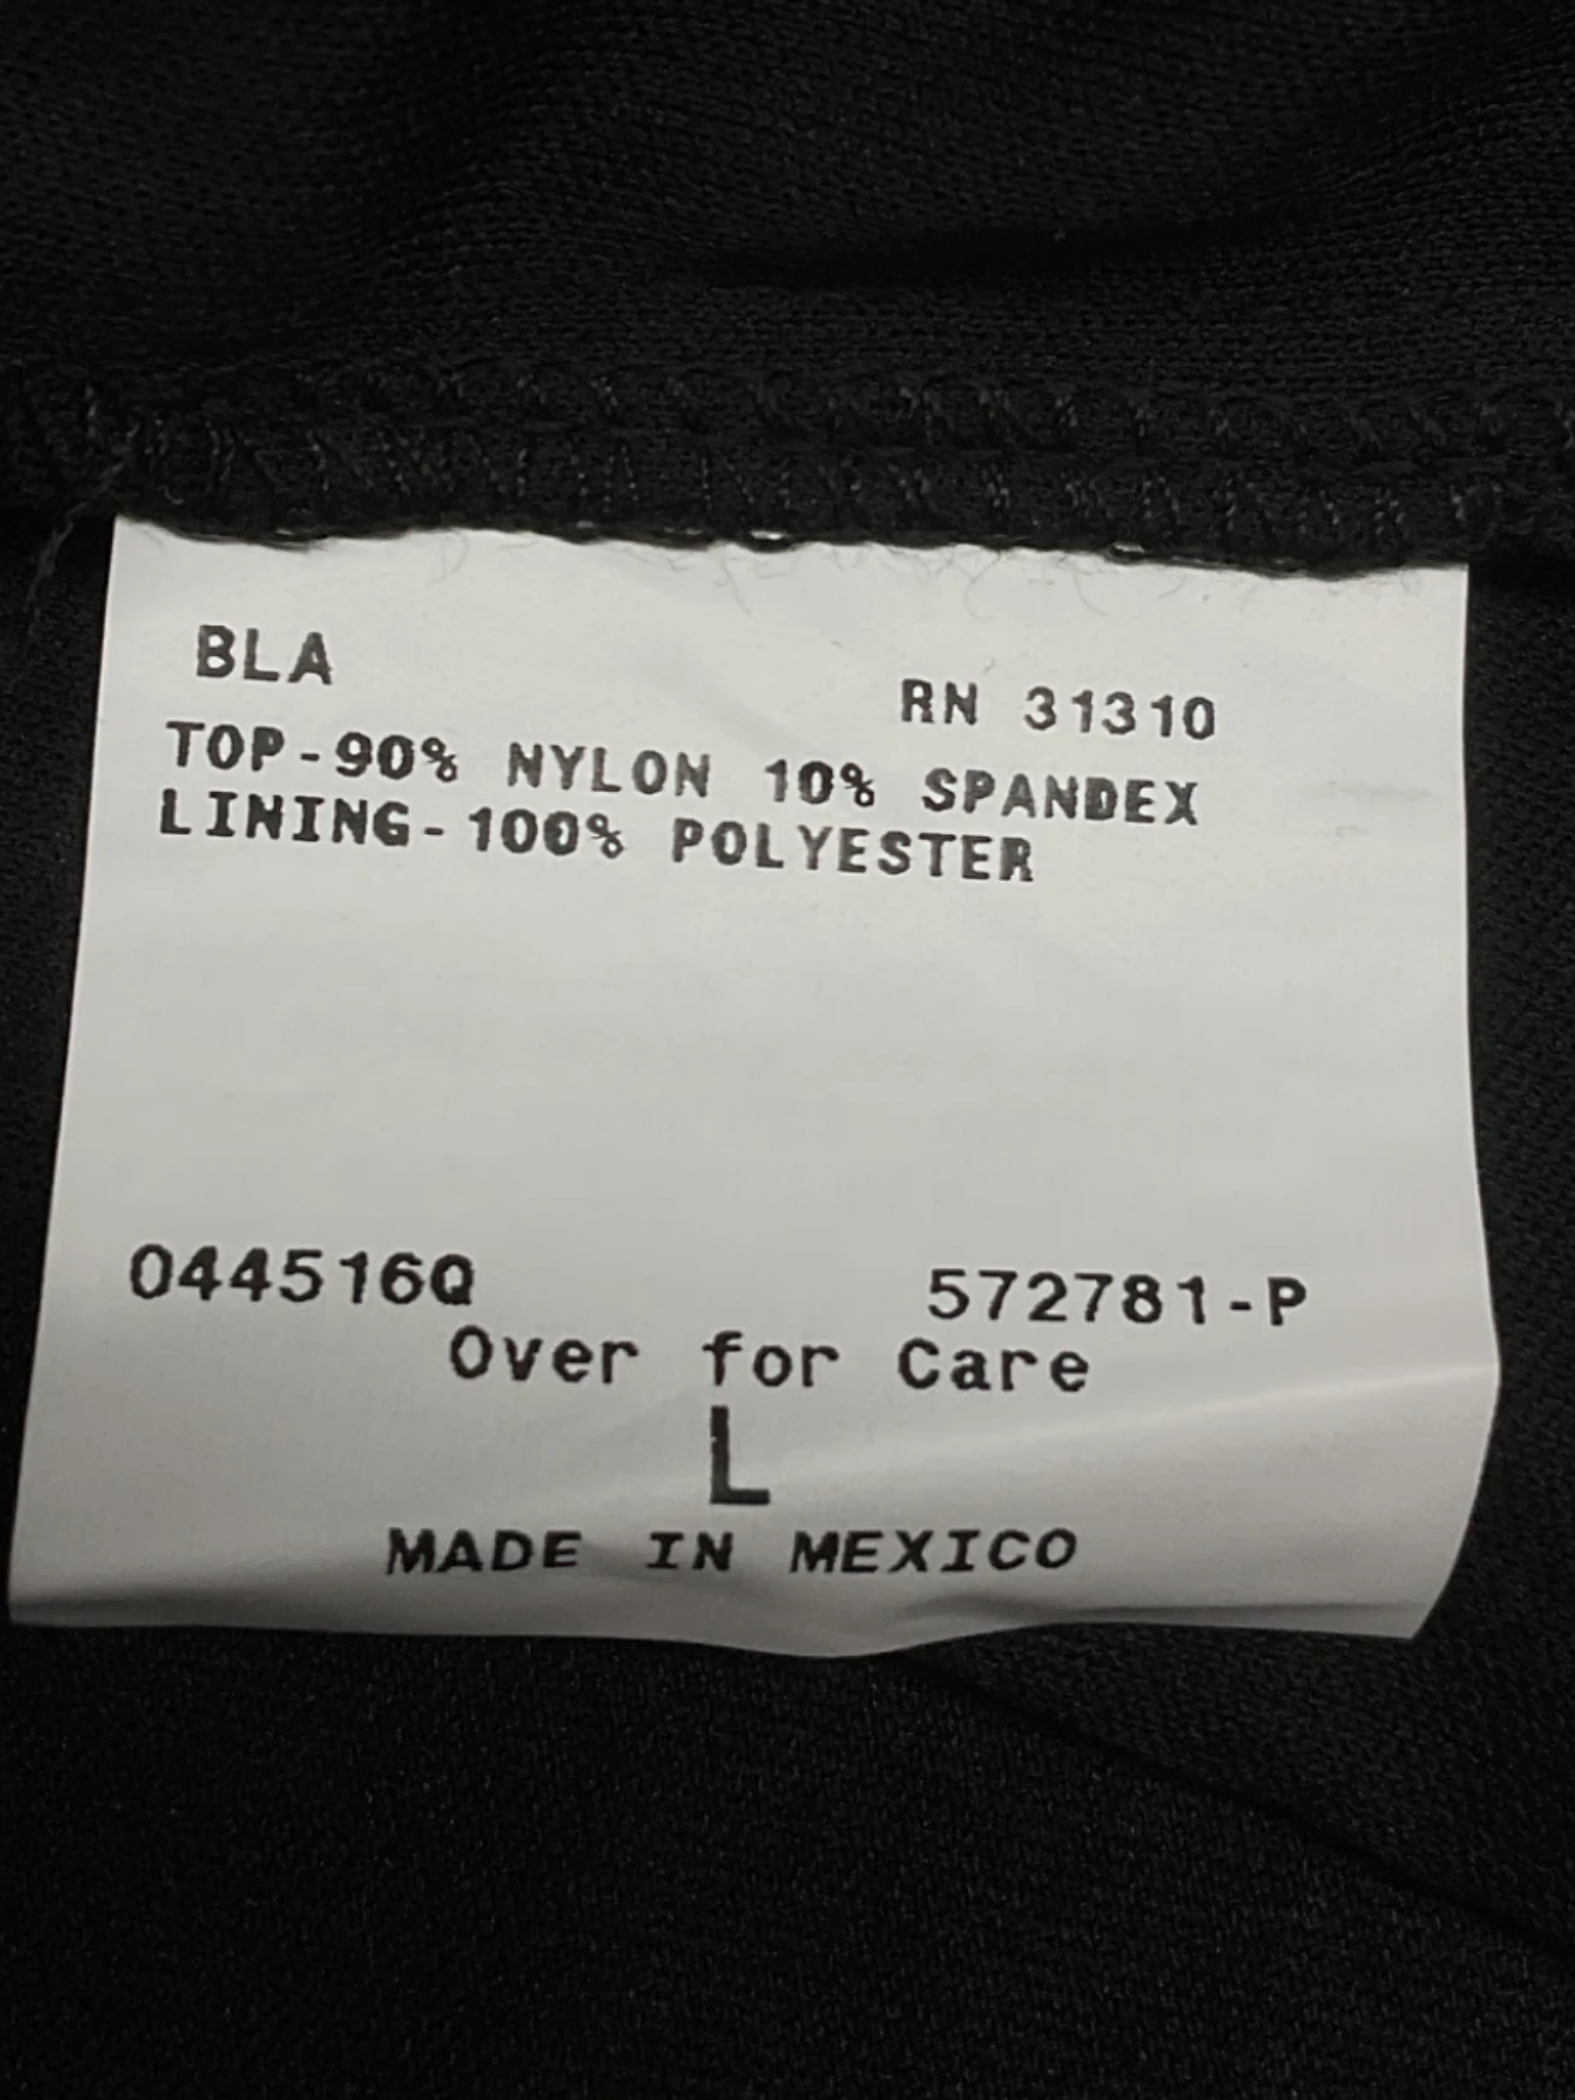 BLA RN 31310
TOP-90% NYLON 10% SPANDEX
LINING-100% POLYESTER
044516Q 572781-P
Over for Care
L
MADE IN MEXICO